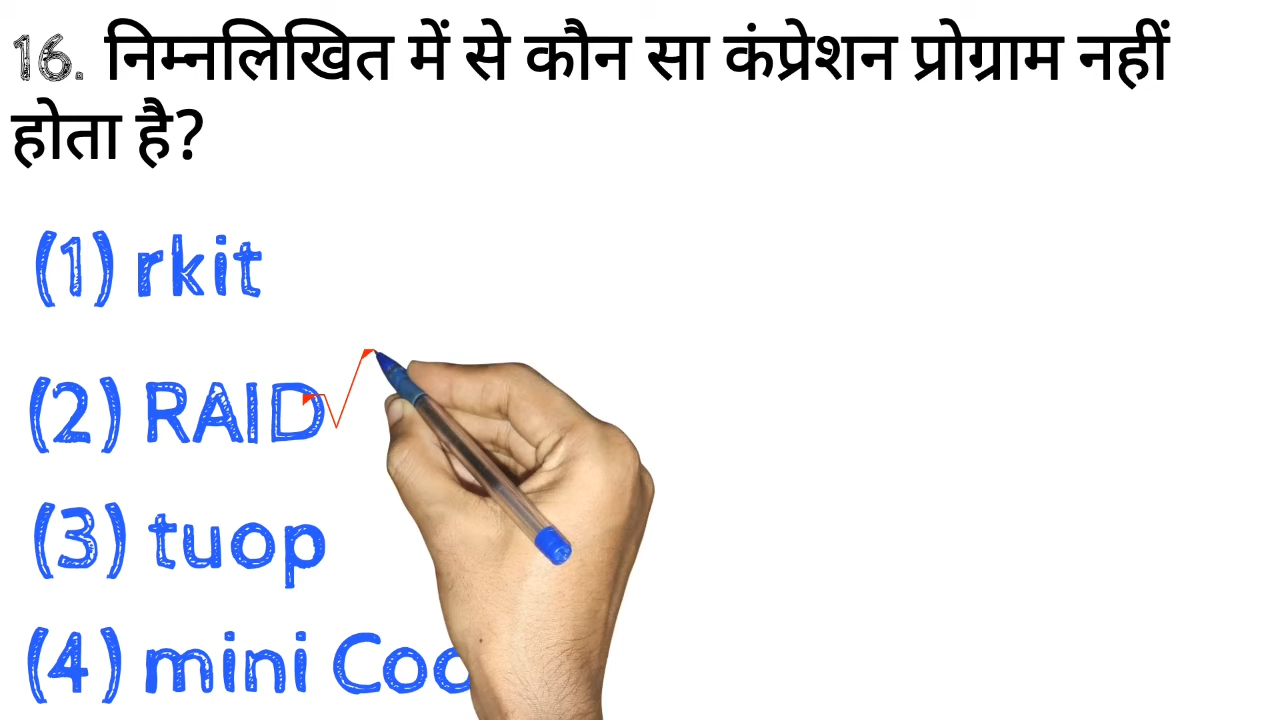 16. निम्नलिखित में से कौन सा कंप्रेशन प्रोग्राम नहीं
होता है?
(1) rkit
(2) RAID
(3) tuop
(4) mini